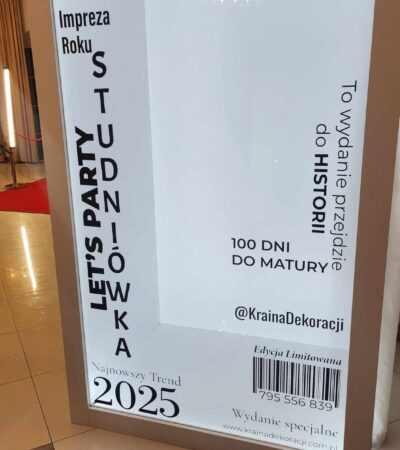 Impreza
Roku
STUDNIÓWKA
LET'S PARTY
To wydanie przejdzie
do HISTORII
100 DNI
DO MATURY
@KrainaDekoracji
Najnowszy Trend
2025
Edycja Limitowana
795 556 839
Wydanie specjalne
www.krainadekoracji.com.pl